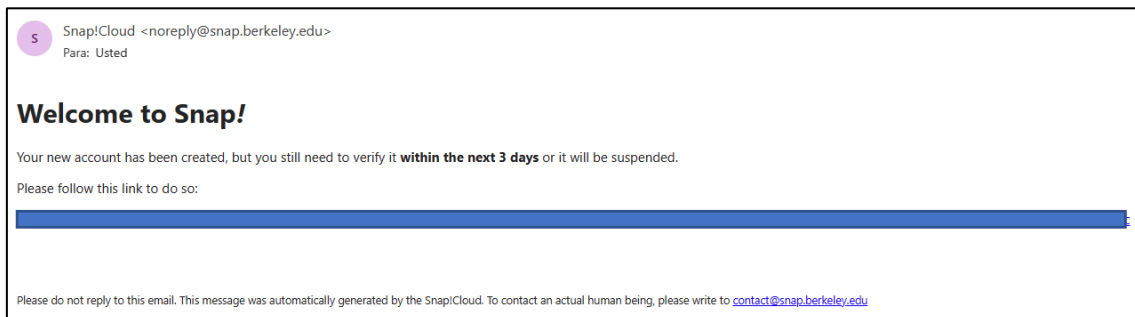 S
Snap!Cloud <noreply@snap.berkeley.edu>
Para: Usted
Welcome to Snap!
Your new account has been created, but you still need to verify it within the next 3 days or it will be suspended.
Please follow this link to do so:
Please do not reply to this email. This message was automatically generated by the Snap!Cloud. To contact an actual human being, please write to contact@snap.berkeley.edu